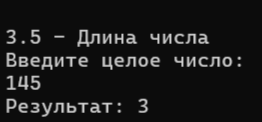 3.5 - Длина числа
Введите целое число:
145
Результат: 3